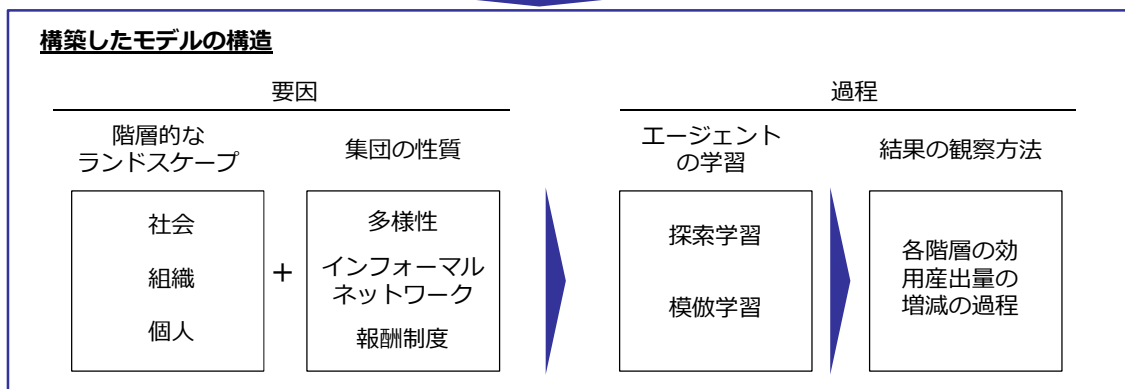 構築したモデルの構造
要因
過程
階層的な
ランドスケープ
集団の性質
エージェント
の学習
結果の観察方法
社会
組織
個人
+
多様性
インフォーマル
ネットワーク
報酬制度
探索学習
模倣学習
各階層の効
用産出量の
増減の過程